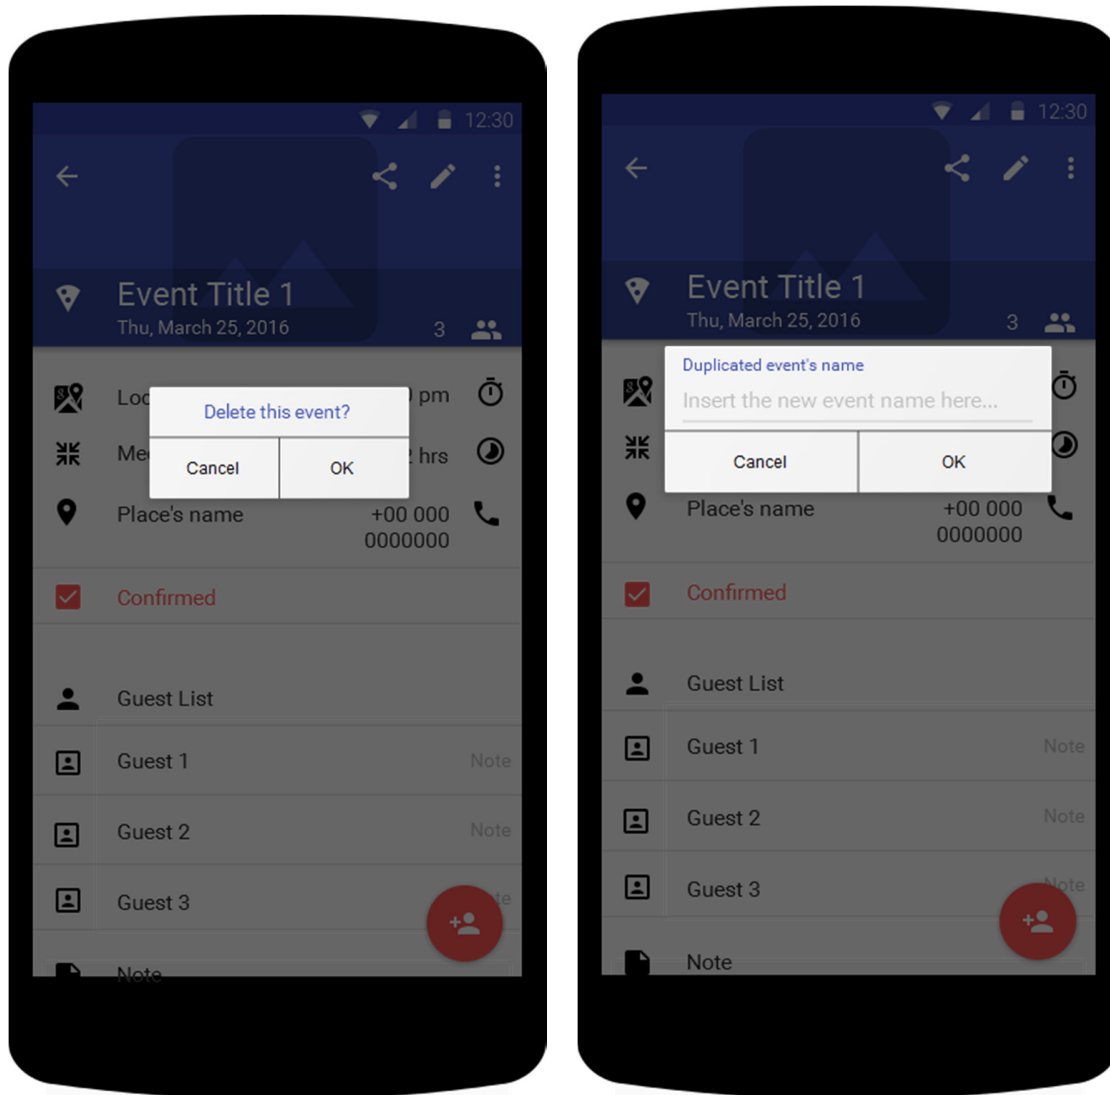 12:30
Event Title 1
Thu, March 25, 2016
3
Loc
pm
Delete this event?
Me
hrs
Cancel
OK
Place's name
+00 000
0000000
Confirmed
Guest List
Guest 1
Note
Guest 2
Note
Guest 3
te
Note
12:30
Event Title 1
Thu, March 25, 2016
3
Duplicated event's name
Insert the new event name here...
Cancel
OK
Place's name
+00 000
0000000
Confirmed
Guest List
Guest 1
Note
Guest 2
Note
Guest 3
Note
Note